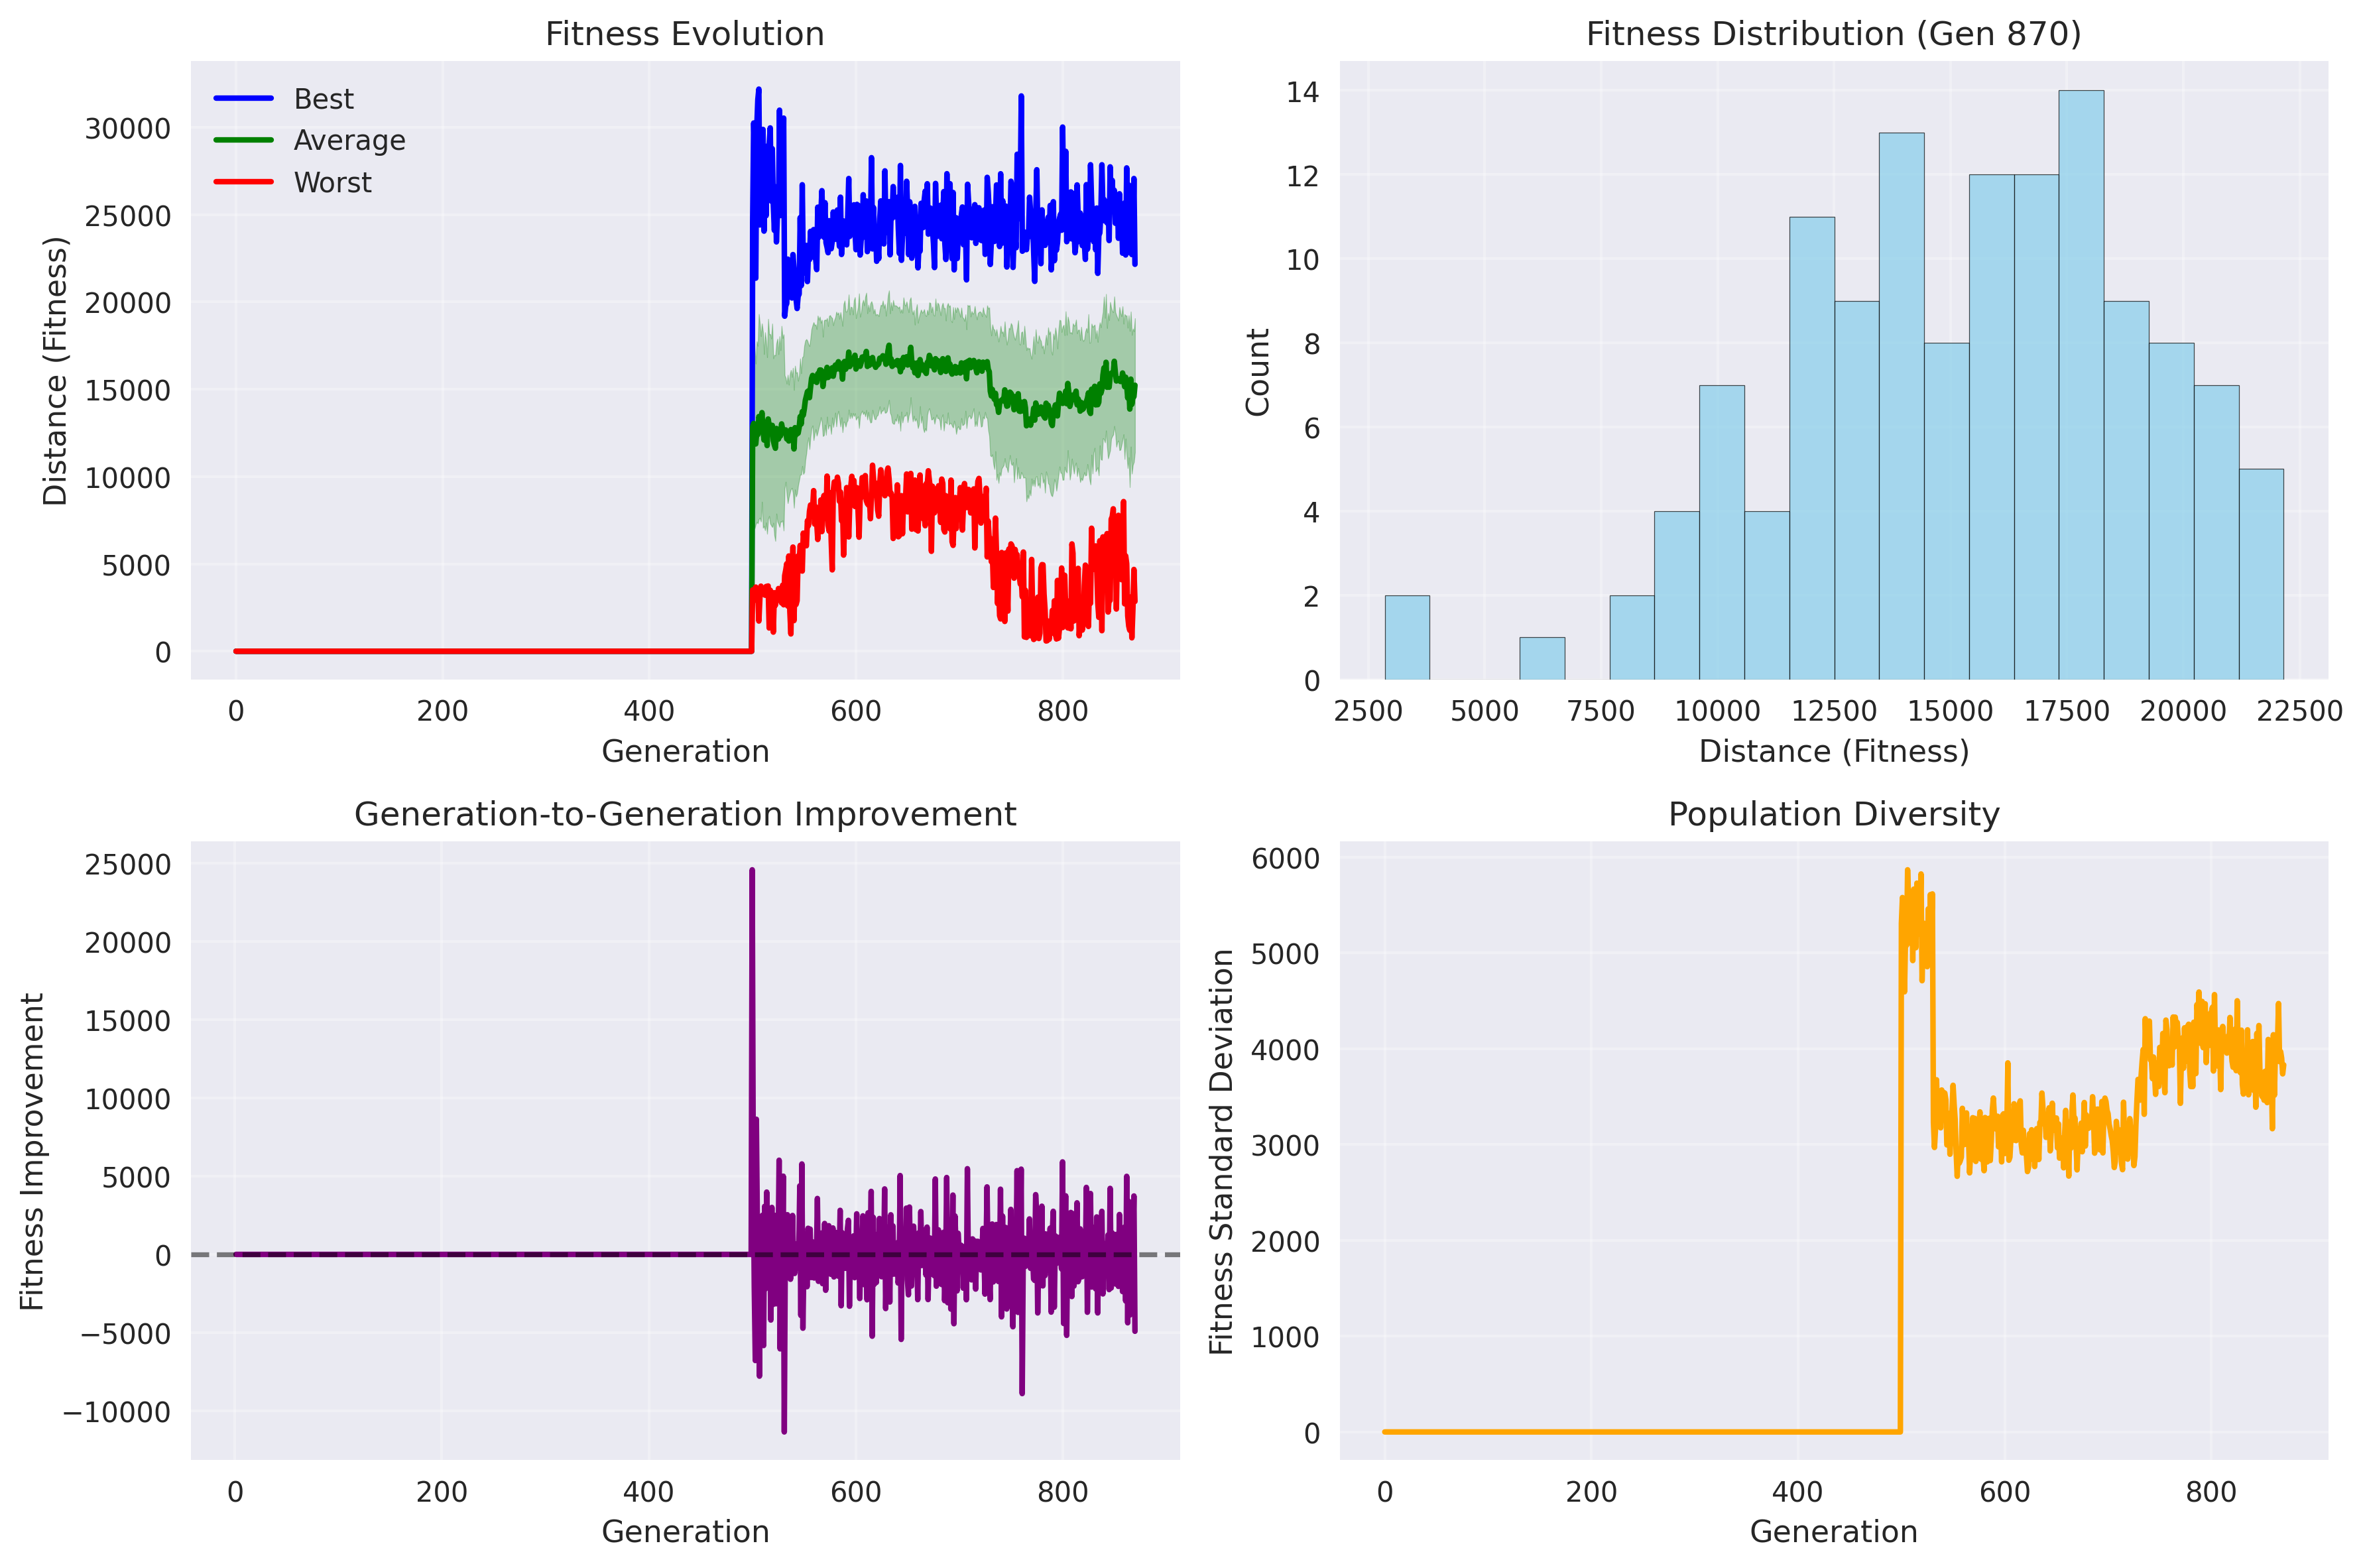 Fitness Evolution
Distance (Fitness)
30000
25000
20000
15000
10000
5000
0
Best
Average
Worst
0 200 400 600 800
Generation
Fitness Distribution (Gen 870)
Count
14
12
10
8
6
4
2
0
2500 5000 7500 10000 12500 15000 17500 20000 22500
Distance (Fitness)
Generation-to-Generation Improvement
Fitness Improvement
25000
20000
15000
10000
5000
0
−5000
−10000
0 200 400 600 800
Generation
Population Diversity
Fitness Standard Deviation
6000
5000
4000
3000
2000
1000
0
0 200 400 600 800
Generation